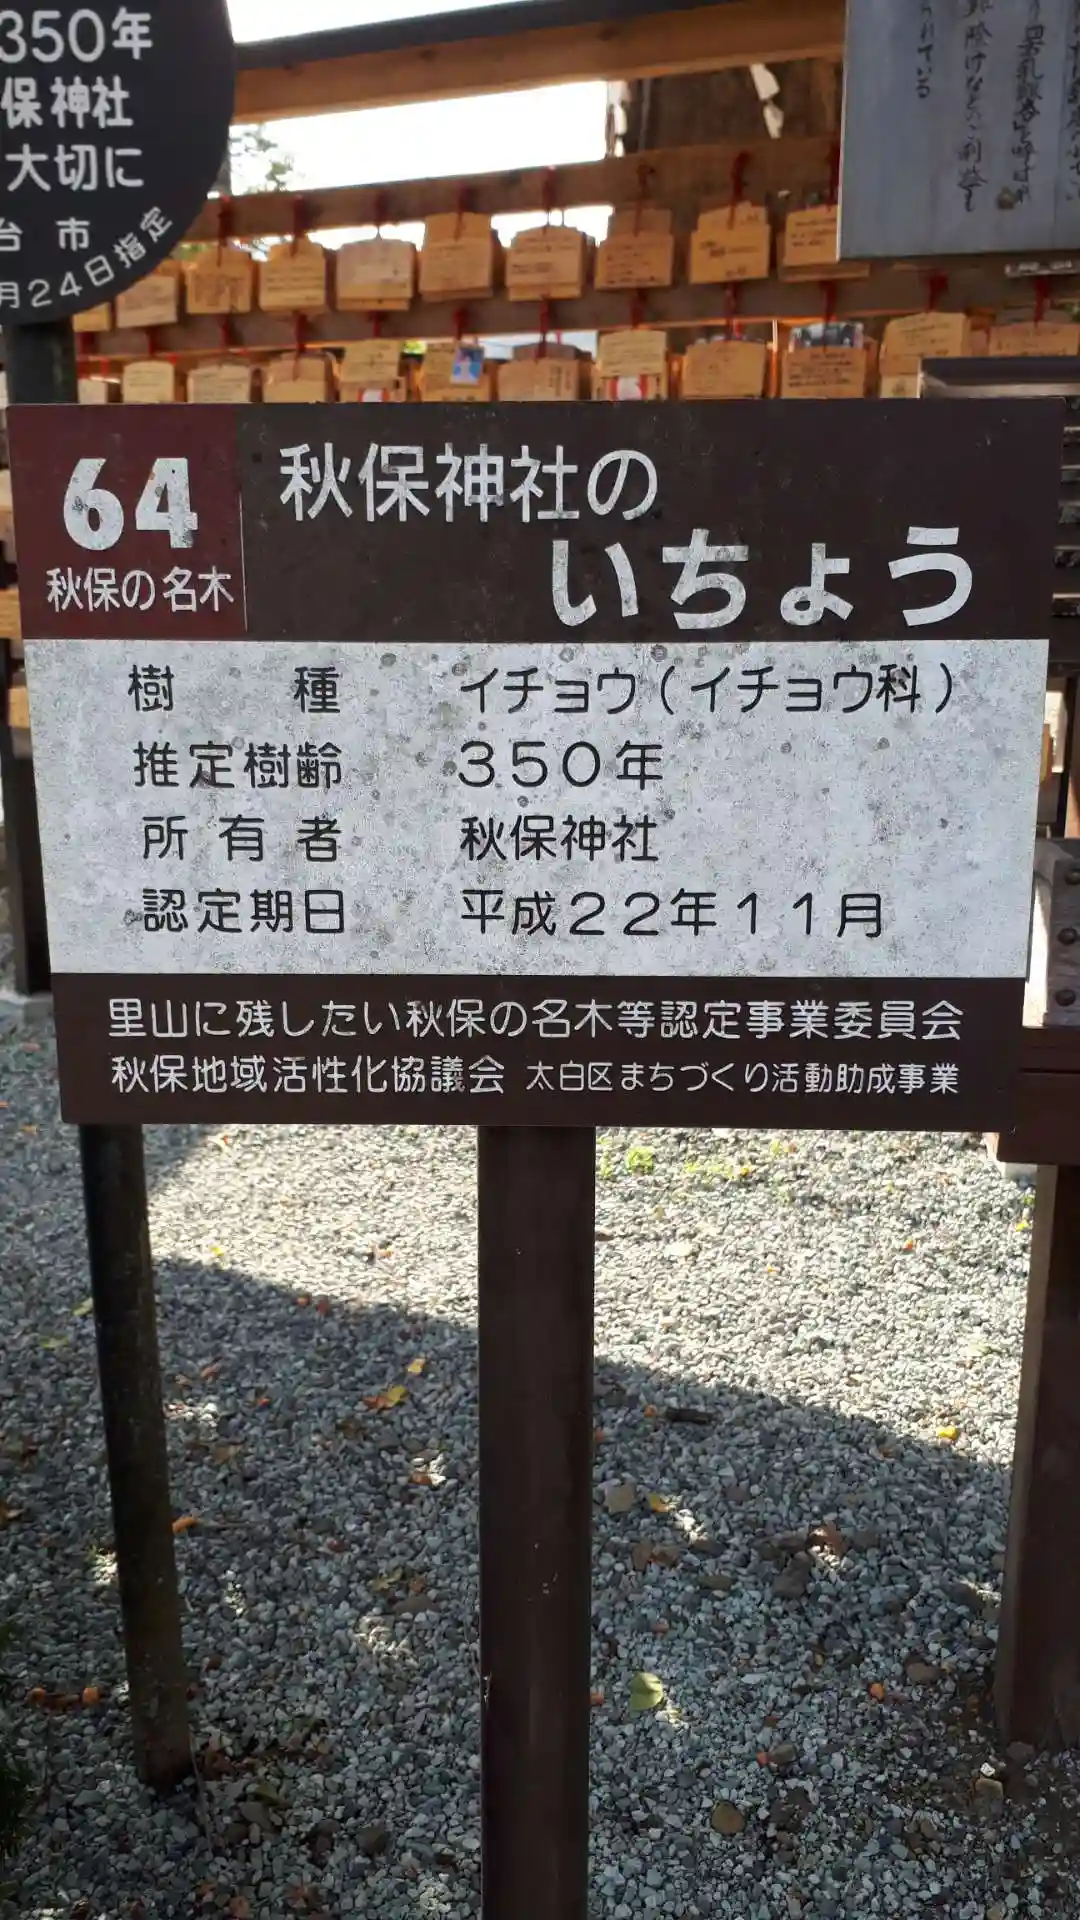 350年
保神社
大切に
台市
月24日指定
られている
64
秋保の名木
秋保神社の
いちょう
樹種 イチョウ(イチョウ科)
推定樹齢 350年
所有者 秋保神社
認定期日 平成22年11月
里山に残したい秋保の名木等認定事業委員会
秋保地域活性化協議会 太白区まちづくり活動助成事業